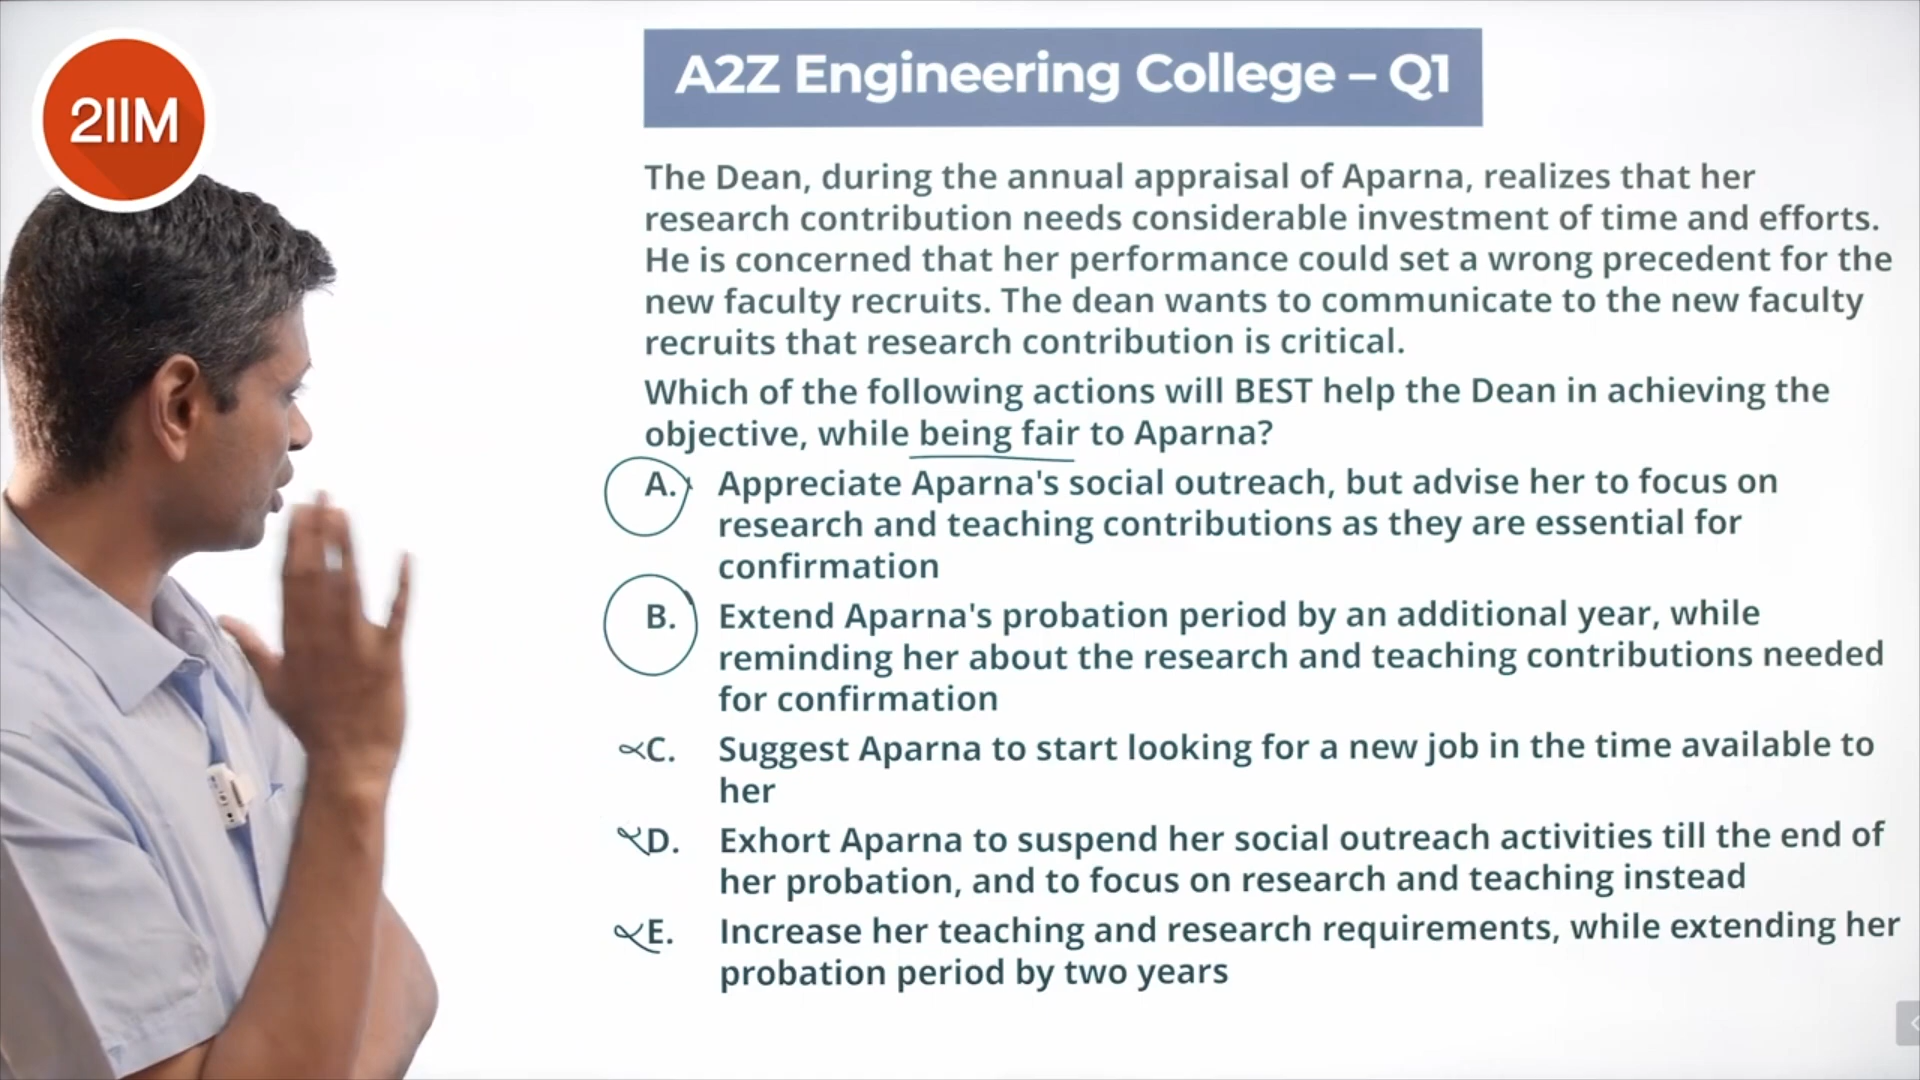 2IIM
A2Z Engineering College – Q1
The Dean, during the annual appraisal of Aparna, realizes that her
research contribution needs considerable investment of time and efforts.
He is concerned that her performance could set a wrong precedent for the
new faculty recruits. The dean wants to communicate to the new faculty
recruits that research contribution is critical.
Which of the following actions will BEST help the Dean in achieving the
objective, while being fair to Aparna?
A. Appreciate Aparna's social outreach, but advise her to focus on
research and teaching contributions as they are essential for
confirmation
B. Extend Aparna's probation period by an additional year, while
reminding her about the research and teaching contributions needed
for confirmation
C. Suggest Aparna to start looking for a new job in the time available to
her
D. Exhort Aparna to suspend her social outreach activities till the end of
her probation, and to focus on research and teaching instead
E. Increase her teaching and research requirements, while extending her
probation period by two years